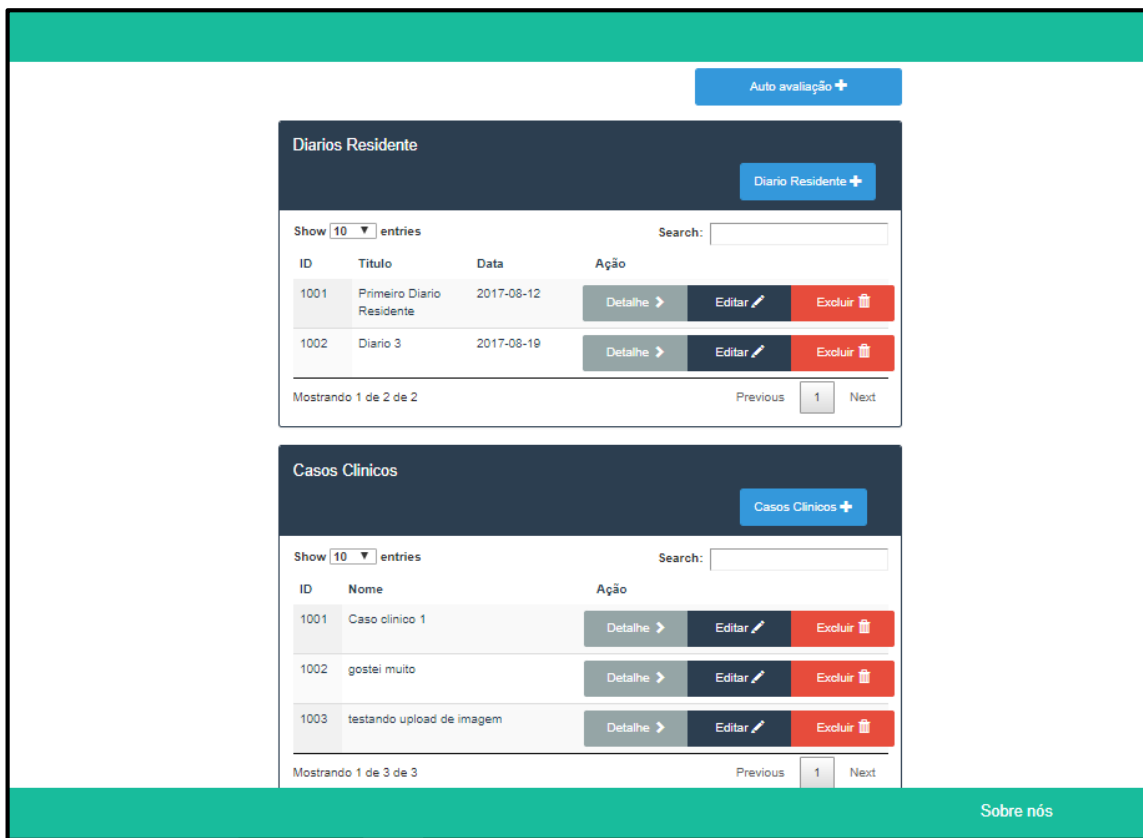 Auto avaliação
Diarios Residente
Diario Residente
Show 10 entries Search:
ID Titulo Data Ação
1001 Primeiro Diario Residente 2017-08-12 Detalhe Editar Excluir
1002 Diario 3 2017-08-19 Detalhe Editar Excluir
Mostrando 1 de 2 de 2 Previous 1 Next
Casos Clinicos
Casos Clinicos
Show 10 entries Search:
ID Nome Ação
1001 Caso clinico 1 Detalhe Editar Excluir
1002 gostei muito Detalhe Editar Excluir
1003 testando upload de imagem Detalhe Editar Excluir
Mostrando 1 de 3 de 3 Previous 1 Next
Sobre nós